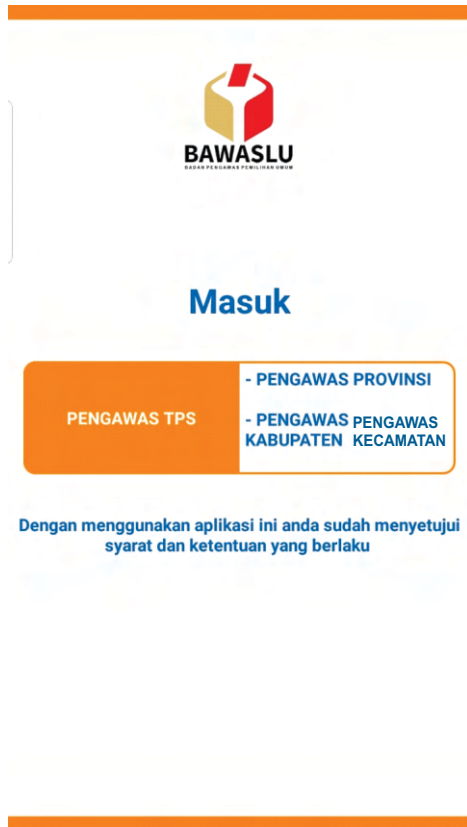 BAWASLU
BADAN PENGAWAS PEMILIHAN UMUM
Masuk
PENGAWAS TPS
- PENGAWAS PROVINSI
- PENGAWAS PENGAWAS
KABUPATEN KECAMATAN
Dengan menggunakan aplikasi ini anda sudah menyetujui
syarat dan ketentuan yang berlaku